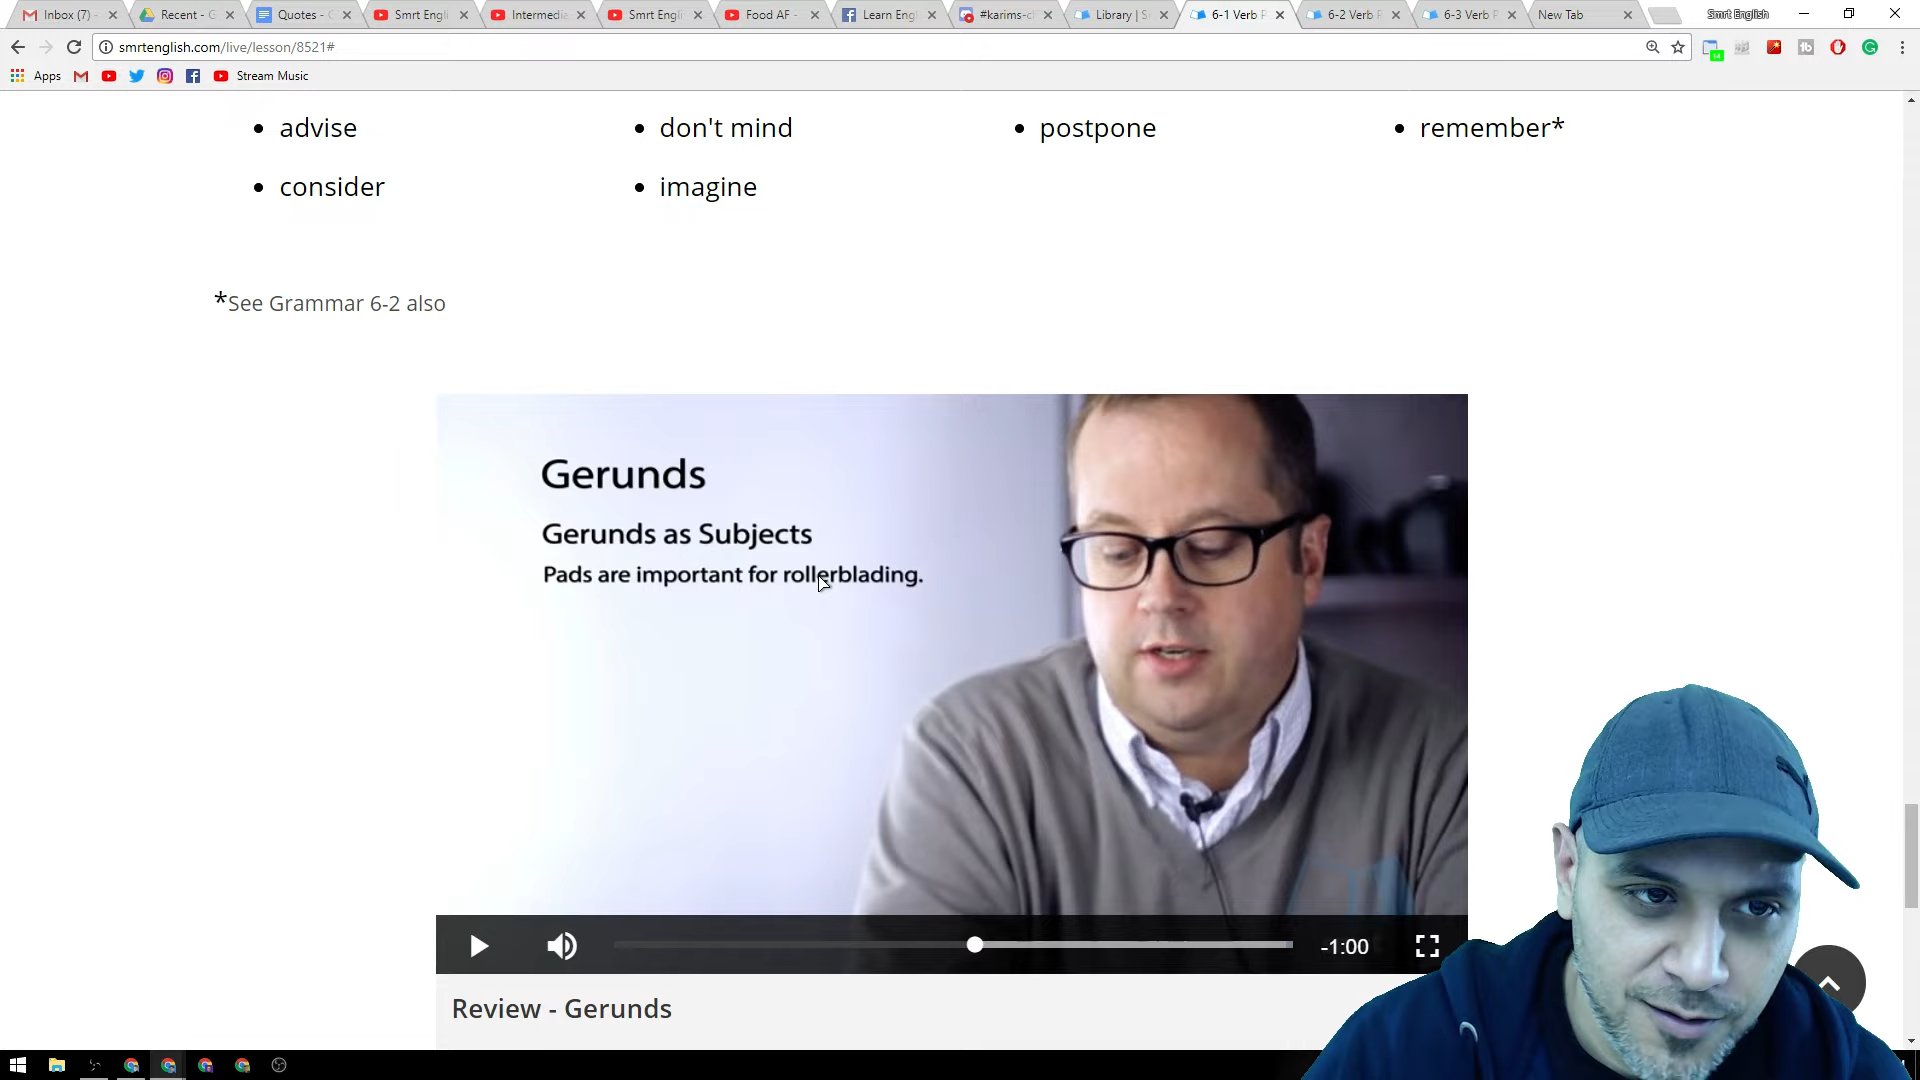 Inbox (7) -
Recent - G
Quotes - G
Smrt Engli
Intermedia
Smrt Engli
Food AF -
Learn Eng
#karims-c
Library | S
6-1 Verb P
6-2 Verb P
6-3 Verb P
New Tab
Smrt English
smrtenglish.com/live/lesson/8521#
Apps
Stream Music
• advise
• don't mind
• postpone
• remember*
• consider
• imagine
*See Grammar 6-2 also
Gerunds
Gerunds as Subjects
Pads are important for rollerblading.
-1:00
Review - Gerunds